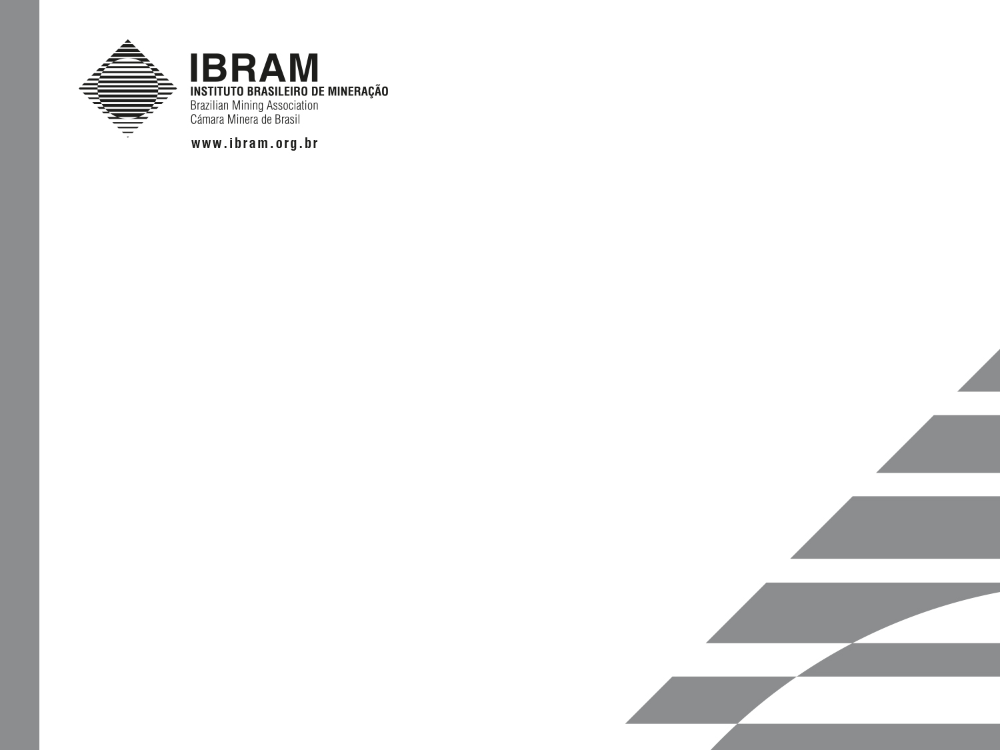 IBRAM
INSTITUTO BRASILEIRO DE MINERAÇÃO
Brazilian Mining Association
Cámara Minera de Brasil
www.ibram.org.br